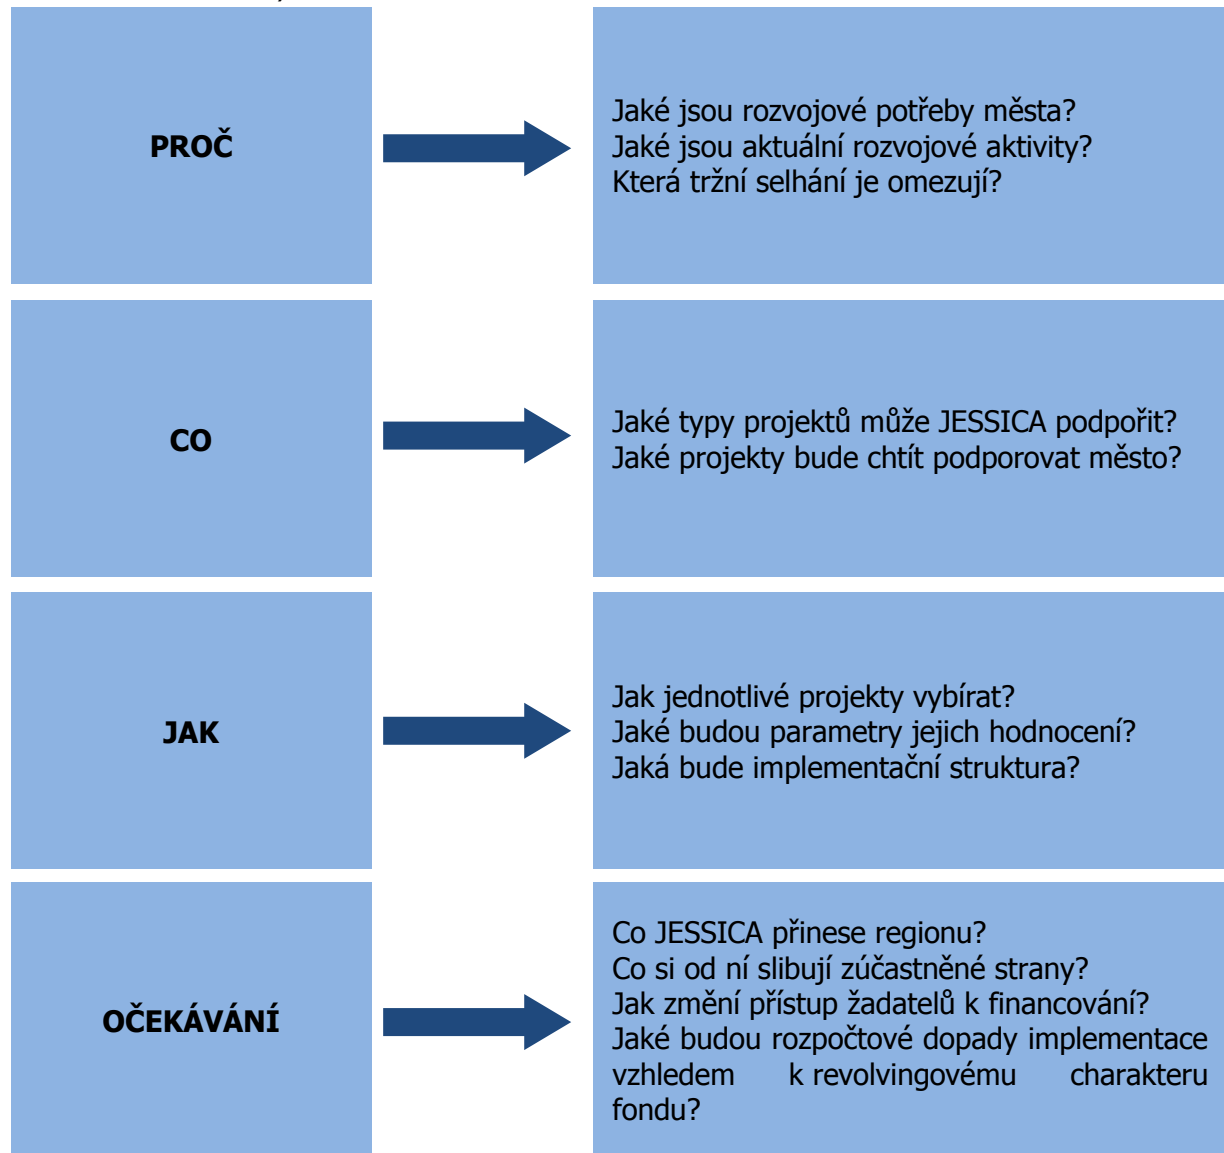 PROČ
Jaké jsou rozvojové potřeby města?
Jaké jsou aktuální rozvojové aktivity?
Která tržní selhání je omezují?
CO
Jaké typy projektů může JESSICA podpořit?
Jaké projekty bude chtít podporovat město?
JAK
Jak jednotlivé projekty vybírat?
Jaké budou parametry jejich hodnocení?
Jaká bude implementační struktura?
OČEKÁVÁNÍ
Co JESSICA přinese regionu?
Co si od ní slibují zúčastněné strany?
Jak změní přístup žadatelů k financování?
Jaké budou rozpočtové dopady implementace
vzhledem k revolvingovému charakteru
fondu?